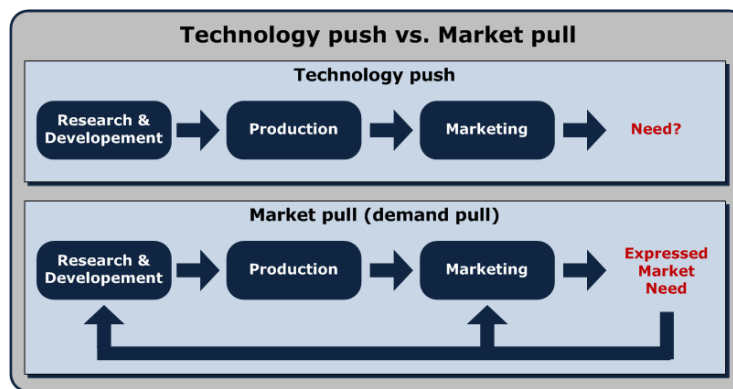 Technology push vs. Market pull
Technology push
Research &
Developement
Production
Marketing
Need?
Market pull (demand pull)
Research &
Developement
Production
Marketing
Expressed
Market
Need